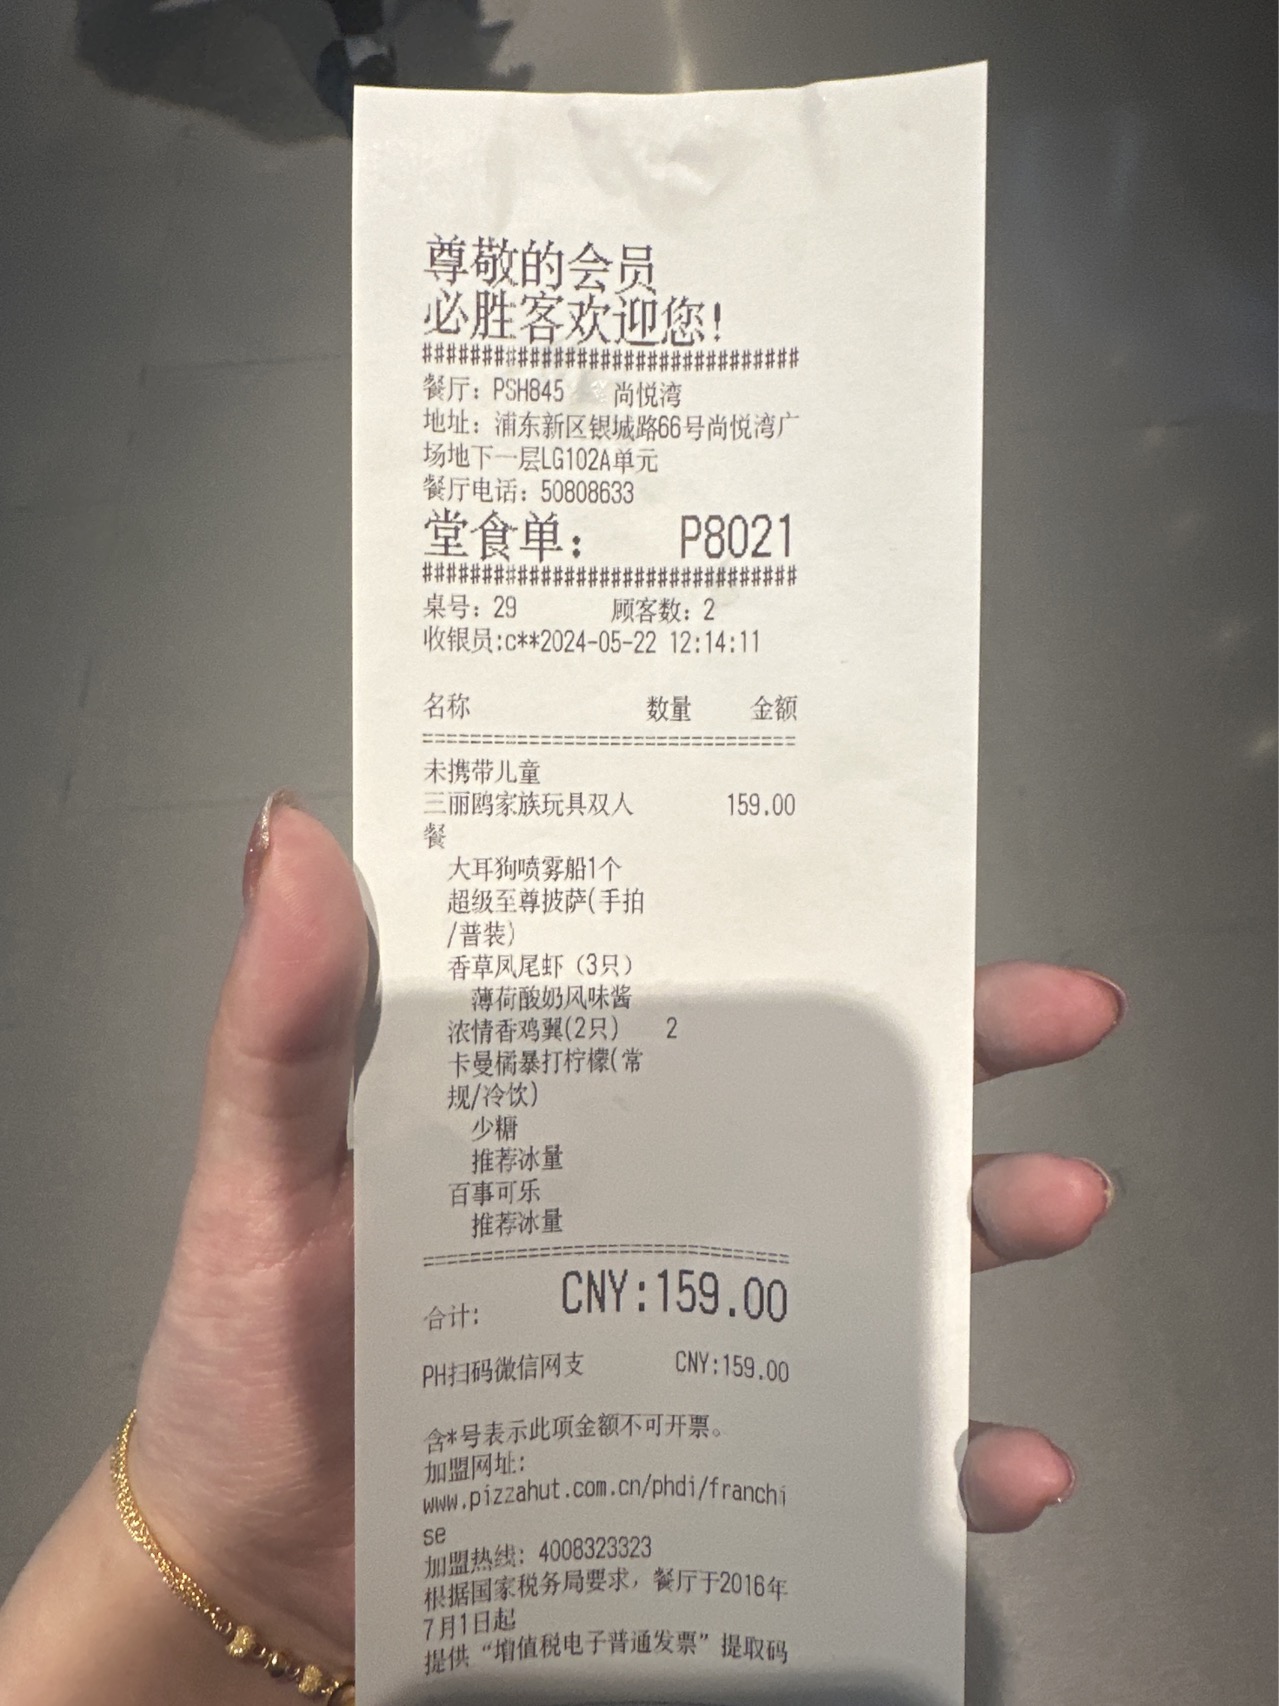 尊敬的会员
必胜客欢迎您!
################################
餐厅: PSH845 尚悦湾
地址: 浦东新区银城路66号尚悦湾广
场地下一层LG102A单元
餐厅电话: 50808633
堂食单: P8021
################################
桌号: 29 顾客数: 2
收银员:c**2024-05-22 12:14:11
名称 数量 金额
================================
未携带儿童
三丽鸥家族玩具双人 159.00
餐
大耳狗喷雾船1个
超级至尊披萨(手拍
/普装)
香草凤尾虾（3只）
薄荷酸奶风味酱
浓情香鸡翼(2只) 2
卡曼橘暴打柠檬(常
规/冷饮)
少糖
推荐冰量
百事可乐
推荐冰量
================================
合计: CNY:159.00
PH扫码微信网支 CNY:159.00
含*号表示此项金额不可开票。
加盟网址:
www.pizzahut.com.cn/phdi/franchi
se
加盟热线: 4008323323
根据国家税务局要求，餐厅于2016年
7月1日起
提供“增值税电子普通发票”提取码